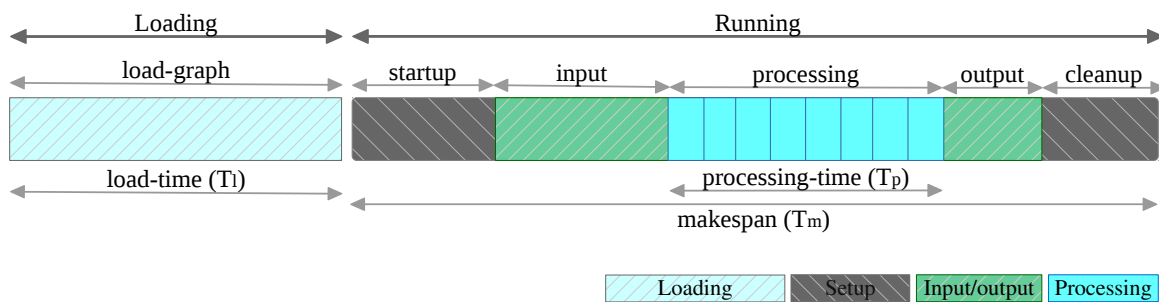 Loading Running
load-graph startup input processing output cleanup
load-time (Tl) processing-time (Tp)
makespan (Tm)
Loading Setup Input/output Processing